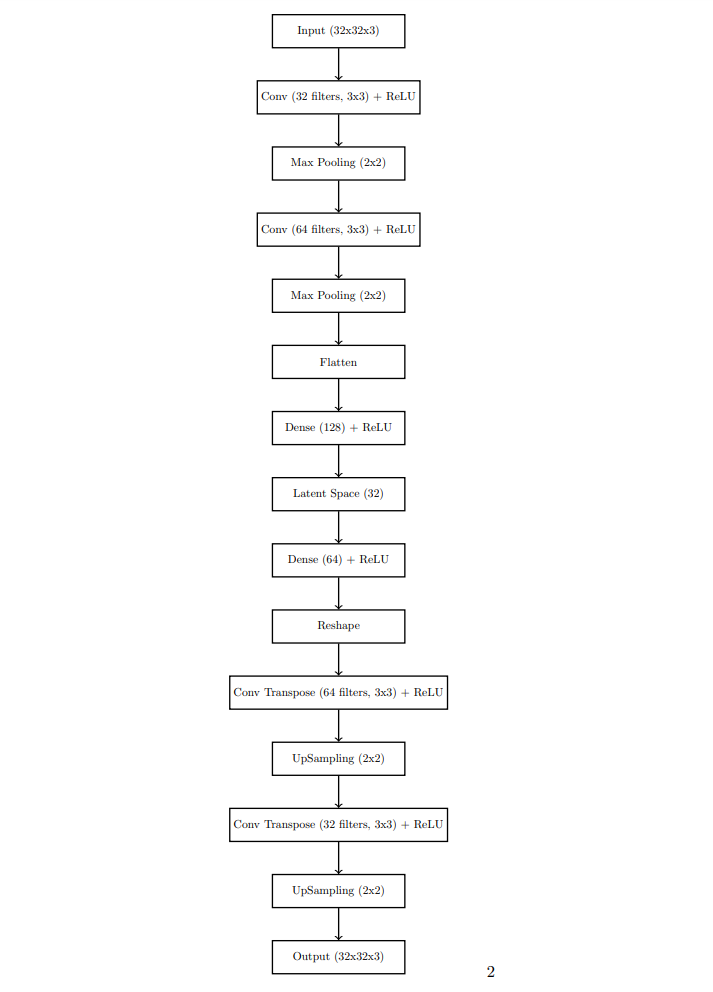 Input (32x32x3)
Conv (32 filters, 3x3) + ReLU
Max Pooling (2x2)
Conv (64 filters, 3x3) + ReLU
Max Pooling (2x2)
Flatten
Dense (128) + ReLU
Latent Space (32)
Dense (64) + ReLU
Reshape
Conv Transpose (64 filters, 3x3) + ReLU
UpSampling (2x2)
Conv Transpose (32 filters, 3x3) + ReLU
UpSampling (2x2)
Output (32x32x3)
2